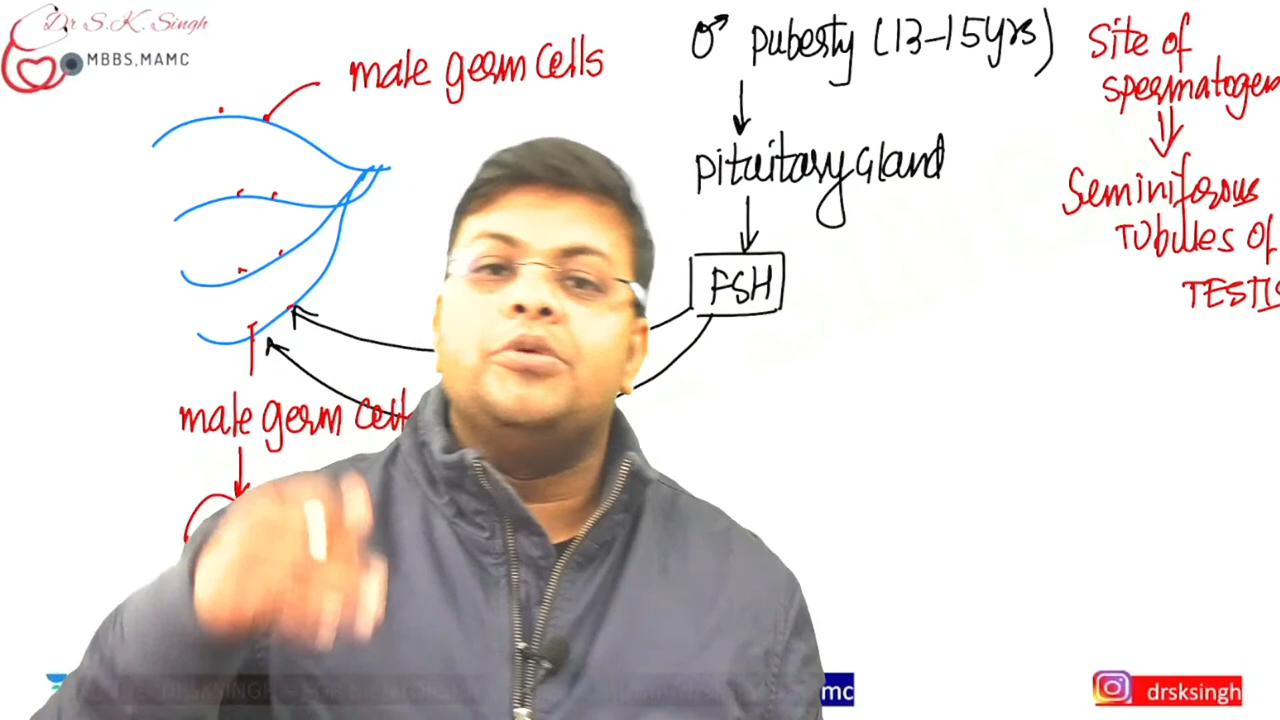 Dr S.K. Singh
MBBS,MAMC
male germ cells
♂ puberty (13-15yrs)
Pituitary Gland
FSH
Site of
spermatogen
Seminiferous
Tubules of
TESTIS
male germ cell
mc
drsksingh